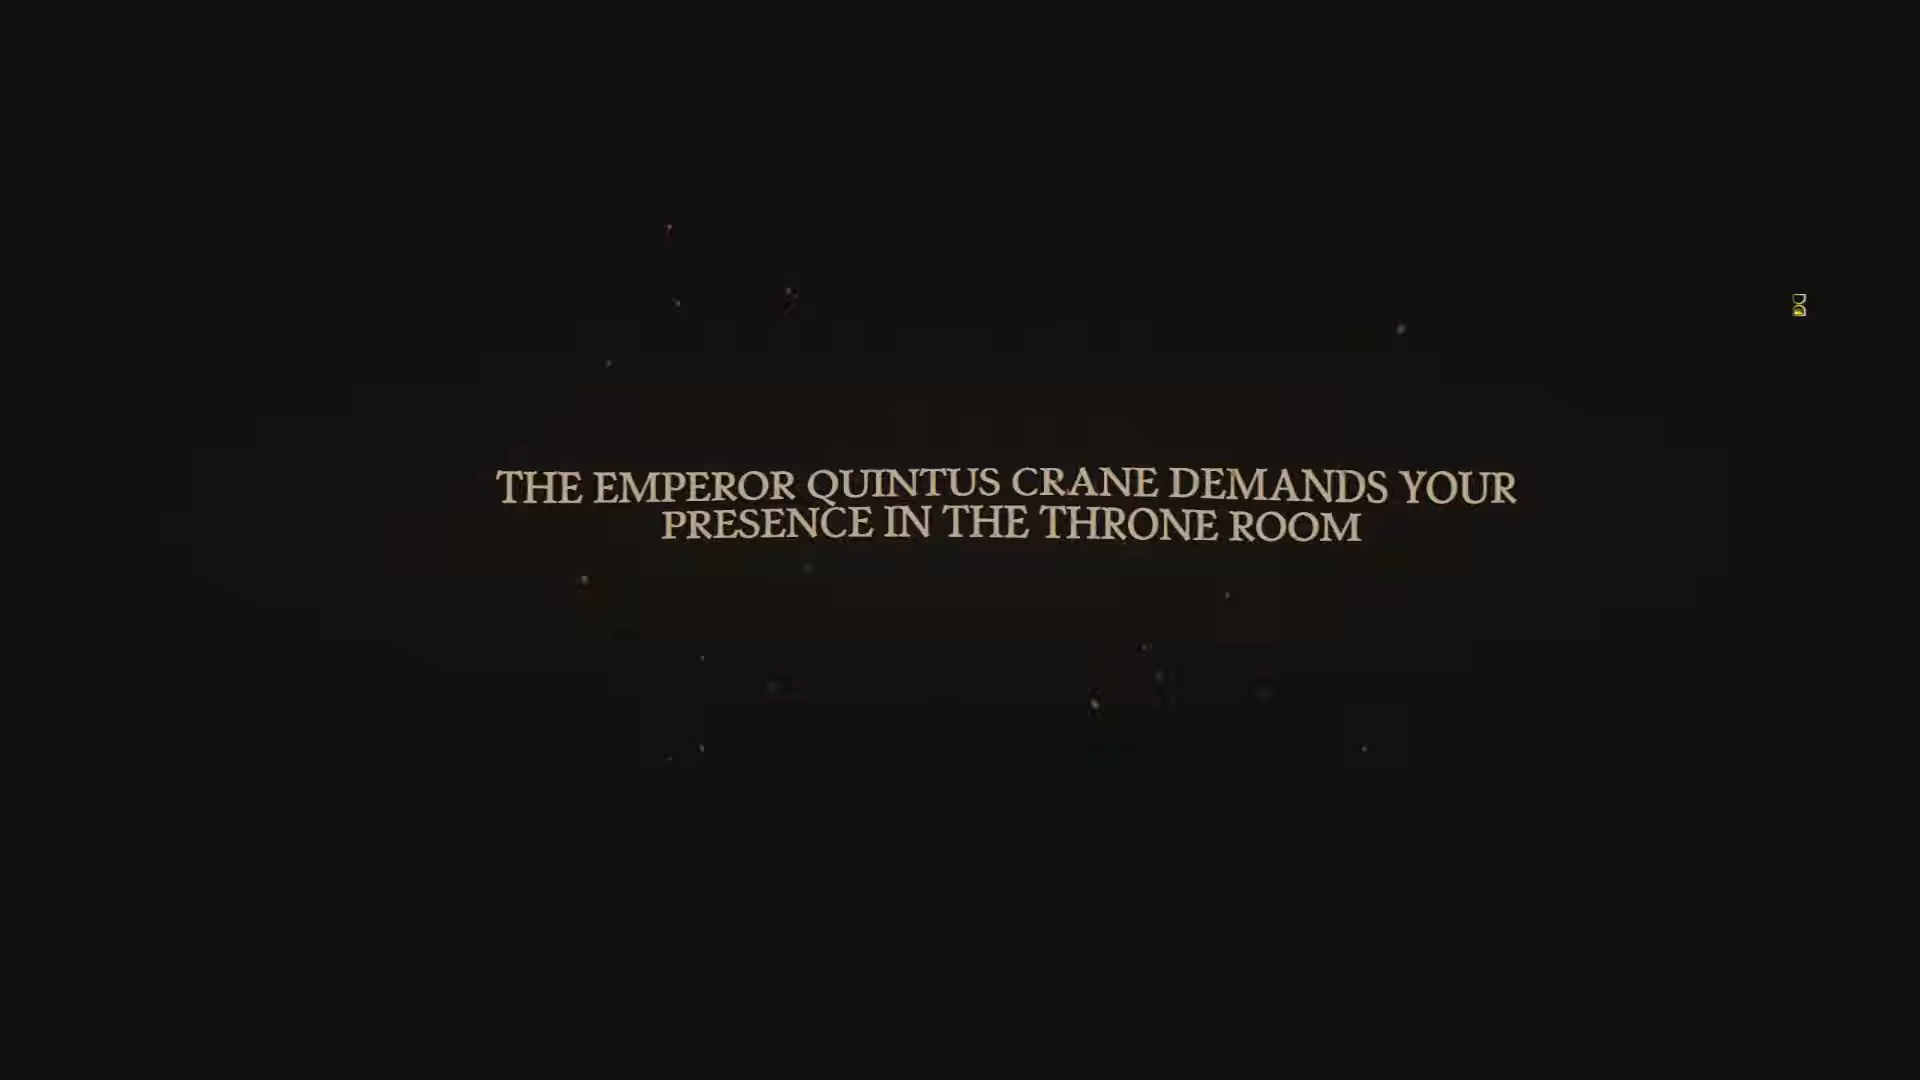 THE EMPEROR QUINTUS CRANE DEMANDS YOUR
PRESENCE IN THE THRONE ROOM